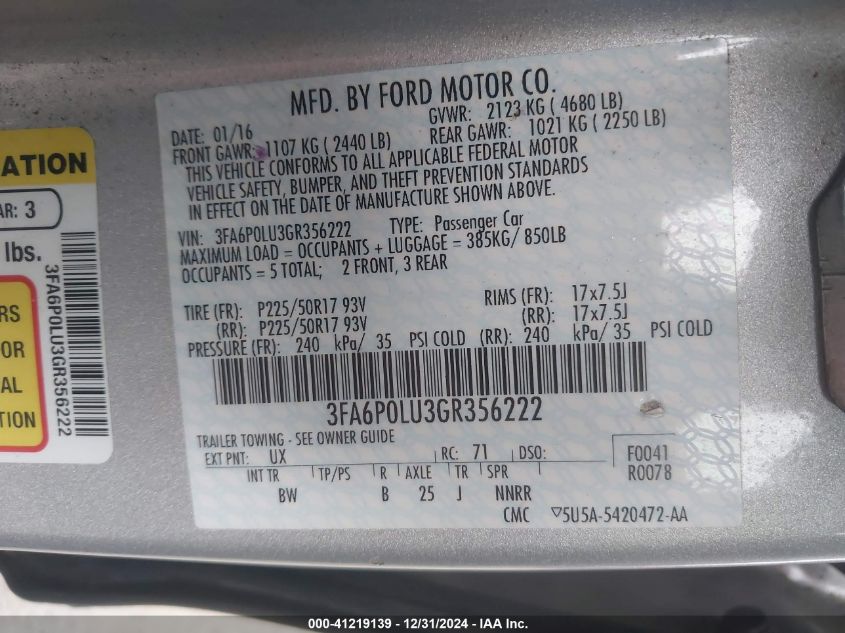 MFD. BY FORD MOTOR CO.
DATE: 01/16
GVWR: 2123 KG ( 4680 LB)
FRONT GAWR: 1107 KG ( 2440 LB)
REAR GAWR: 1021 KG ( 2250 LB)
THIS VEHICLE CONFORMS TO ALL APPLICABLE FEDERAL MOTOR
VEHICLE SAFETY, BUMPER, AND THEFT PREVENTION STANDARDS
IN EFFECT ON THE DATE OF MANUFACTURE SHOWN ABOVE.
VIN: 3FA6P0LU3GR356222 TYPE: Passenger Car
MAXIMUM LOAD = OCCUPANTS + LUGGAGE = 385KG/ 850LB
OCCUPANTS = 5 TOTAL; 2 FRONT, 3 REAR
TIRE (FR): P225/50R17 93V RIMS (FR): 17x7.5J
(RR): P225/50R17 93V (RR): 17x7.5J
PRESSURE (FR): 240 kPa/ 35 PSI COLD (RR): 240 kPa/ 35 PSI COLD
3FA6P0LU3GR356222
TRAILER TOWING - SEE OWNER GUIDE
EXT PNT: UX RC: 71 DSO: F0041
R0078
INT TR TP/PS R AXLE TR SPR
BW B 25 J NNRR
CMC ▽5U5A-5420472-AA
ATION
AR: 3
lbs.
RS
OR
AL
ES
3FA6P0LU3GR356222
000-41219139 - 12/31/2024 - IAA Inc.